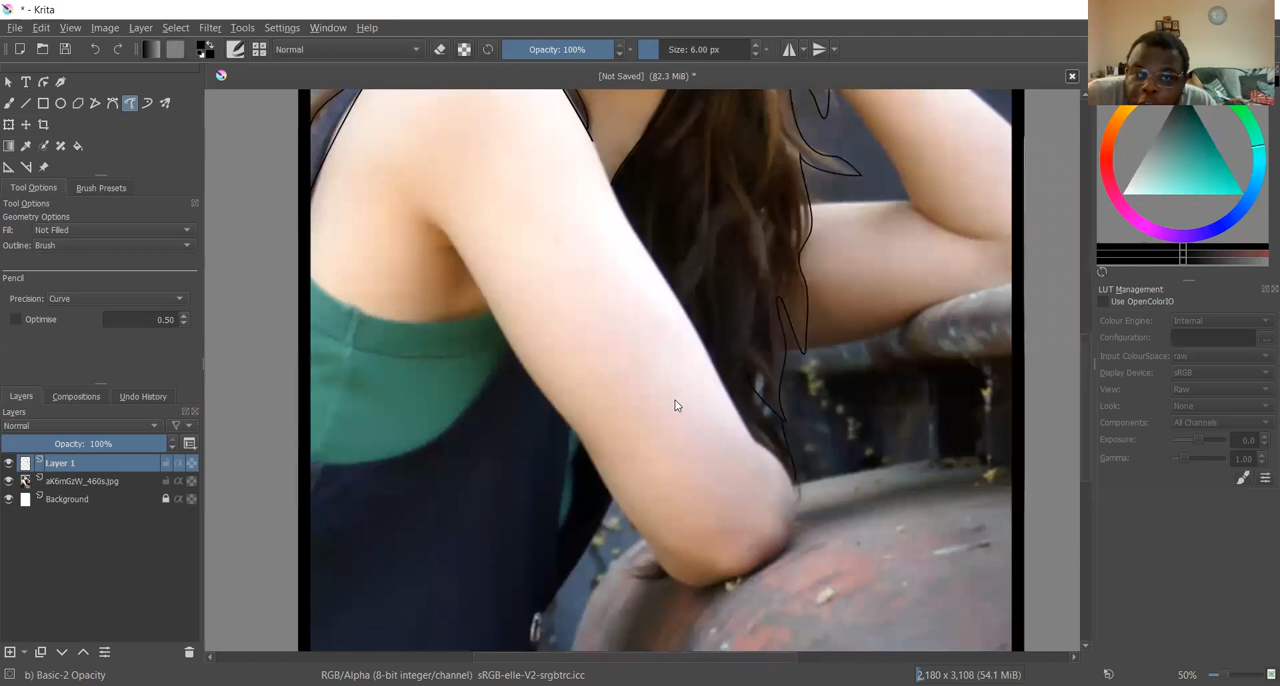 * - Krita
File Edit View Image Layer Select Filter Tools Settings Window Help
Normal Opacity: 100% Size: 6.00 px
[Not Saved] (82.3 MiB) *
Tool Options Brush Presets
Tool Options
Geometry Options
Fill: Not Filled
Outline: Brush
Pencil
Precision: Curve
Optimise 0.50
Layers Compositions Undo History
Layers
Normal
Opacity: 100%
Layer 1
aK6mGzW_460s.jpg
Background
b) Basic-2 Opacity
RGB/Alpha (8-bit integer/channel) sRGB-elle-V2-srgbtrc.icc
2,180 x 3,108 (54.1 MiB)
50%
LUT Management
Use OpenColorIO
Colour Engine: Internal
Configuration: ...
Input ColourSpace: raw
Display Device: sRGB
View: Raw
Look: None
Components: All Channels
Exposure: 0.0
Gamma: 1.00